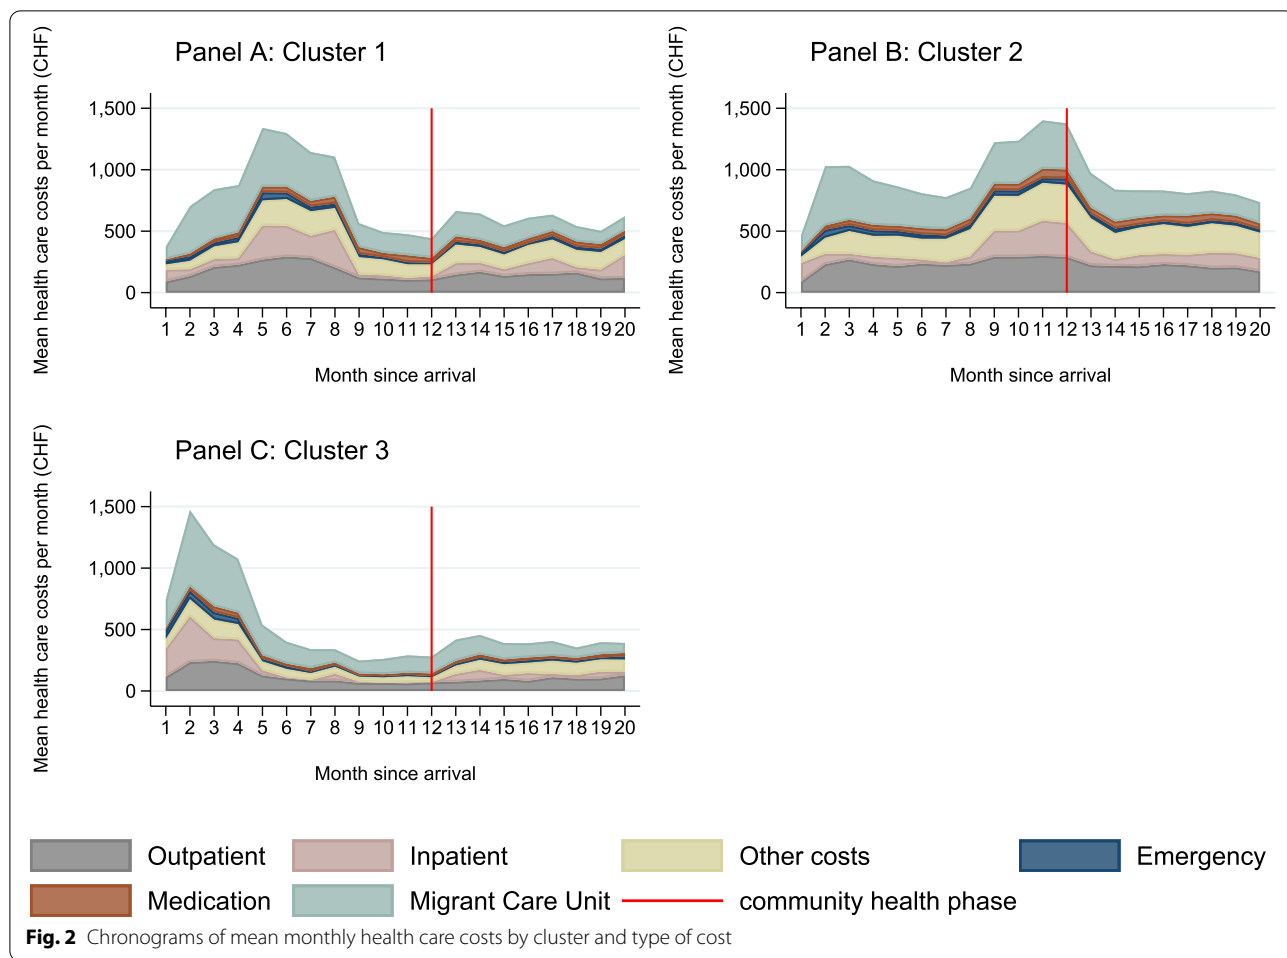 Panel A: Cluster 1
Mean health care costs per month (CHF)
1,500
1,000
500
0
1 2 3 4 5 6 7 8 9 10 11 12 13 14 15 16 17 18 19 20
Month since arrival
Panel B: Cluster 2
Mean health care costs per month (CHF)
1,500
1,000
500
0
1 2 3 4 5 6 7 8 9 10 11 12 13 14 15 16 17 18 19 20
Month since arrival
Panel C: Cluster 3
Mean health care costs per month (CHF)
1,500
1,000
500
0
1 2 3 4 5 6 7 8 9 10 11 12 13 14 15 16 17 18 19 20
Month since arrival
Outpatient Inpatient Other costs Emergency
Medication Migrant Care Unit community health phase
Fig. 2 Chronograms of mean monthly health care costs by cluster and type of cost